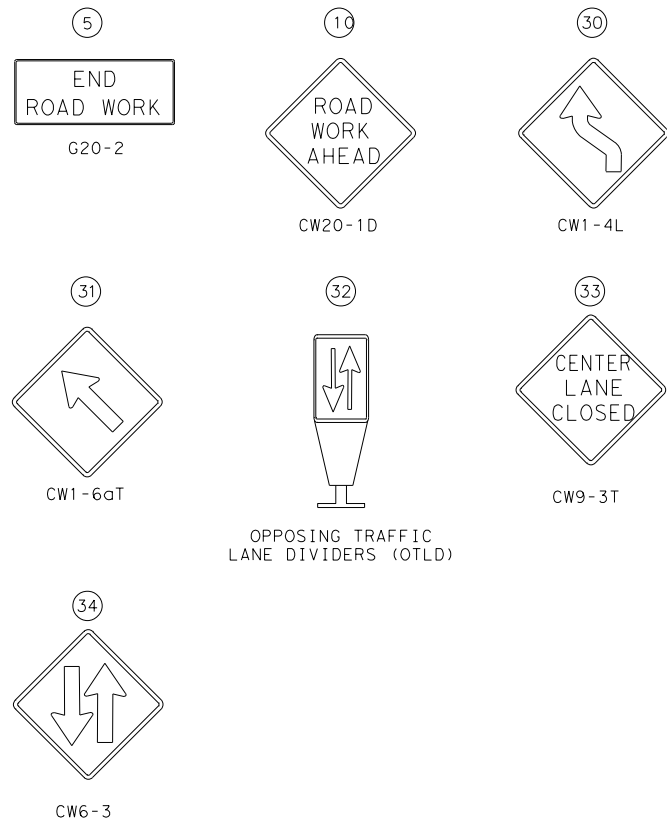 5
END
ROAD WORK
G20-2
10
ROAD
WORK
AHEAD
CW20-1D
30
CW1-4L
31
CW1-6aT
32
OPPOSING TRAFFIC
LANE DIVIDERS (OTLD)
33
CENTER
LANE
CLOSED
CW9-3T
34
CW6-3